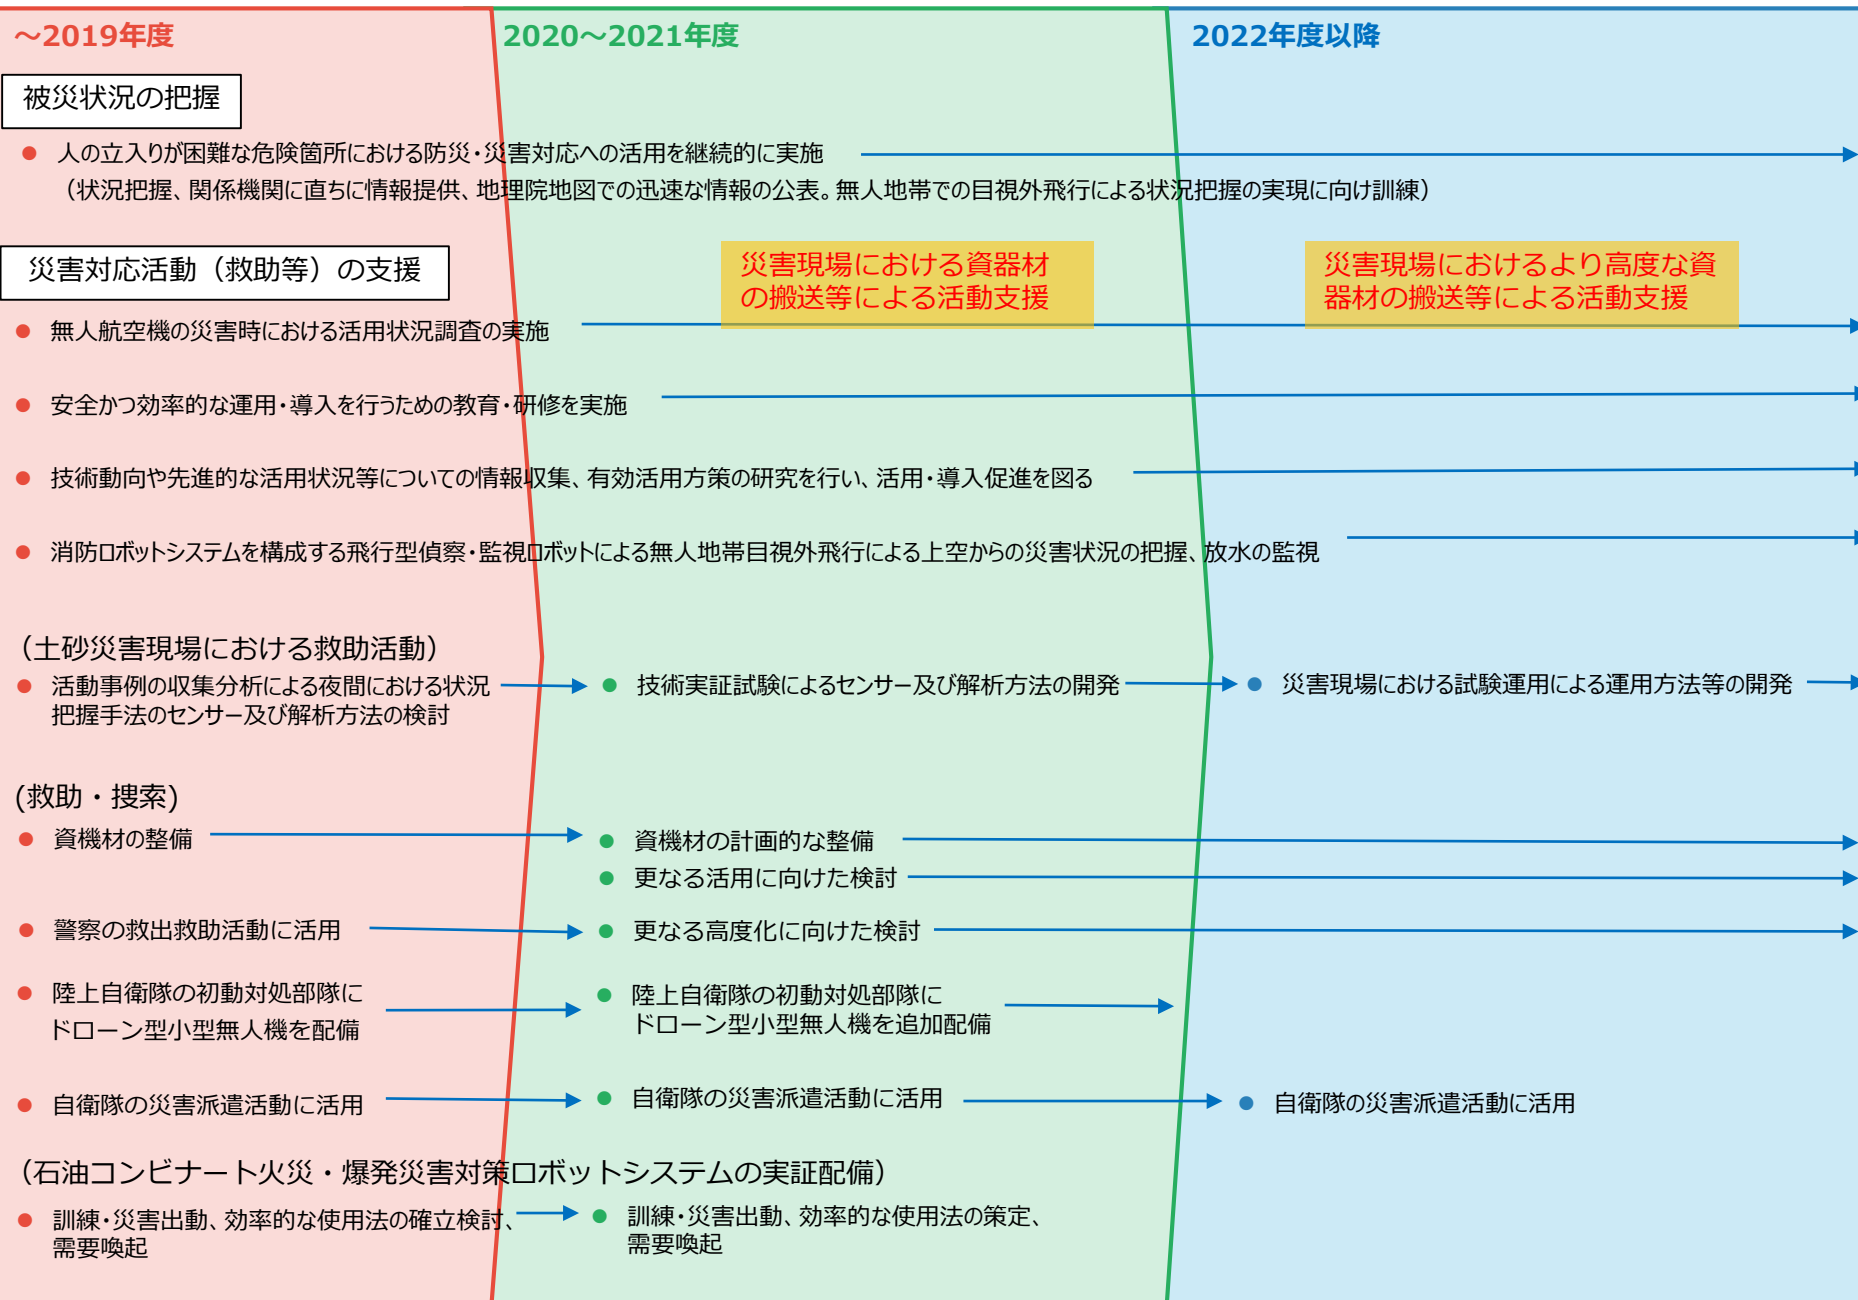 ～2019年度
2020～2021年度
2022年度以降
被災状況の把握
● 人の立入りが困難な危険箇所における防災・災害対応への活用を継続的に実施
（状況把握、関係機関に直ちに情報提供、地理院地図での迅速な情報の公表。無人地帯での目視外飛行による状況把握の実現に向け訓練）
災害対応活動（救助等）の支援
災害現場における資器材
の搬送等による活動支援
災害現場におけるより高度な資
器材の搬送等による活動支援
● 無人航空機の災害時における活用状況調査の実施
● 安全かつ効率的な運用・導入を行うための教育・研修を実施
● 技術動向や先進的な活用状況等についての情報収集、有効活用方策の研究を行い、活用・導入促進を図る
● 消防ロボットシステムを構成する飛行型偵察・監視ロボットによる無人地帯目視外飛行による上空からの災害状況の把握、放水の監視
（土砂災害現場における救助活動）
● 活動事例の収集分析による夜間における状況
把握手法のセンサー及び解析方法の検討
● 技術実証試験によるセンサー及び解析方法の開発
● 災害現場における試験運用による運用方法等の開発
(救助・捜索)
● 資機材の整備
● 資機材の計画的な整備
● 更なる活用に向けた検討
● 警察の救出救助活動に活用
● 更なる高度化に向けた検討
● 陸上自衛隊の初動対処部隊に
ドローン型小型無人機を配備
● 陸上自衛隊の初動対処部隊に
ドローン型小型無人機を追加配備
● 自衛隊の災害派遣活動に活用
● 自衛隊の災害派遣活動に活用
● 自衛隊の災害派遣活動に活用
（石油コンビナート火災・爆発災害対策ロボットシステムの実証配備）
● 訓練・災害出動、効率的な使用法の確立検討、
需要喚起
● 訓練・災害出動、効率的な使用法の策定、
需要喚起